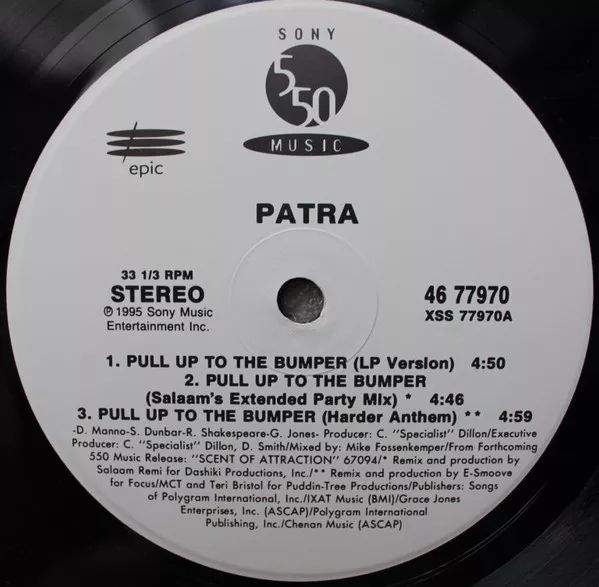 SONY
550
MUSIC
epic
PATRA
33 1/3 RPM
STEREO
℗ 1995 Sony Music
Entertainment Inc.
46 77970
XSS 77970A
1. PULL UP TO THE BUMPER (LP Version) 4:50
2. PULL UP TO THE BUMPER
(Salaam's Extended Party Mix) * 4:46
3. PULL UP TO THE BUMPER (Harder Anthem) ** 4:59
-D. Manno-S. Dunbar-R. Shakespeare-G. Jones- Producer: C. "Specialist" Dillon/Executive
Producer: C. "Specialist" Dillon, D. Smith/Mixed by: Mike Fossenkemper/From Forthcoming
550 Music Release: "SCENT OF ATTRACTION" 67094/* Remix and production by
Salaam Remi for Dashiki Productions, Inc./** Remix and production by E-Smoove
for Focus/MCT and Teri Bristol for Puddin-Tree Productions/Publishers: Songs
of Polygram International, Inc./IXAT Music (BMI)/Grace Jones
Enterprises, Inc. (ASCAP)/Polygram International
Publishing, Inc./Chenan Music (ASCAP)